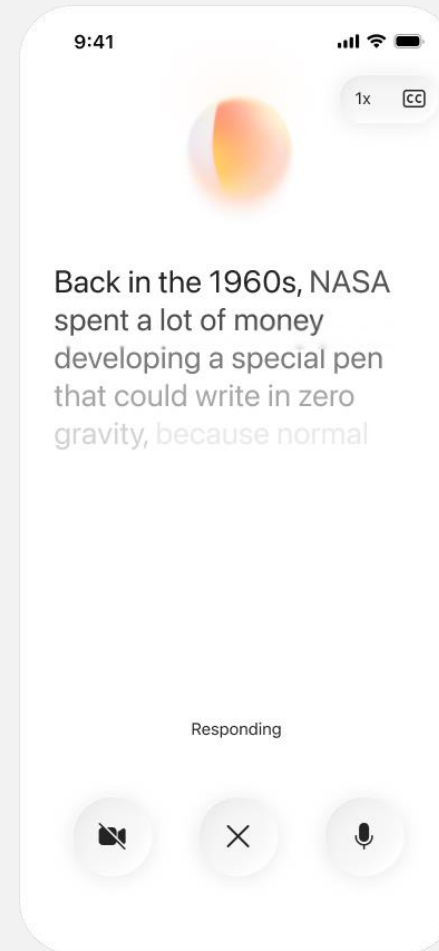 9:41
1x CC
Back in the 1960s, NASA
spent a lot of money
developing a special pen
that could write in zero
gravity, because normal
Responding